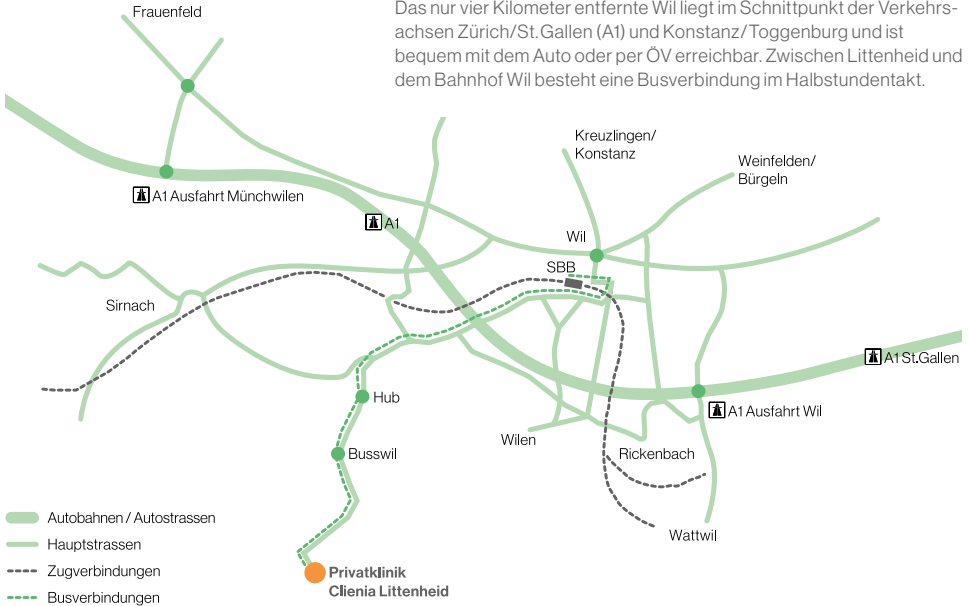 Das nur vier Kilometer entfernte Wil liegt im Schnittpunkt der Verkehrs-
achsen Zürich/St. Gallen (A1) und Konstanz/Toggenburg und ist
bequem mit dem Auto oder per ÖV erreichbar. Zwischen Littenheid und
dem Bahnhof Wil besteht eine Busverbindung im Halbstundentakt.
Frauenfeld
Kreuzlingen/
Konstanz
Weinfelden/
Bürgeln
A1 Ausfahrt Münchwilen
A1
Wil
SBB
Sirnach
A1 St. Gallen
Hub
A1 Ausfahrt Wil
Wilen
Busswil
Rickenbach
Wattwil
Autobahnen / Autostrassen
Hauptstrassen
Zugverbindungen
Busverbindungen
Privatklinik
Clienia Littenheid